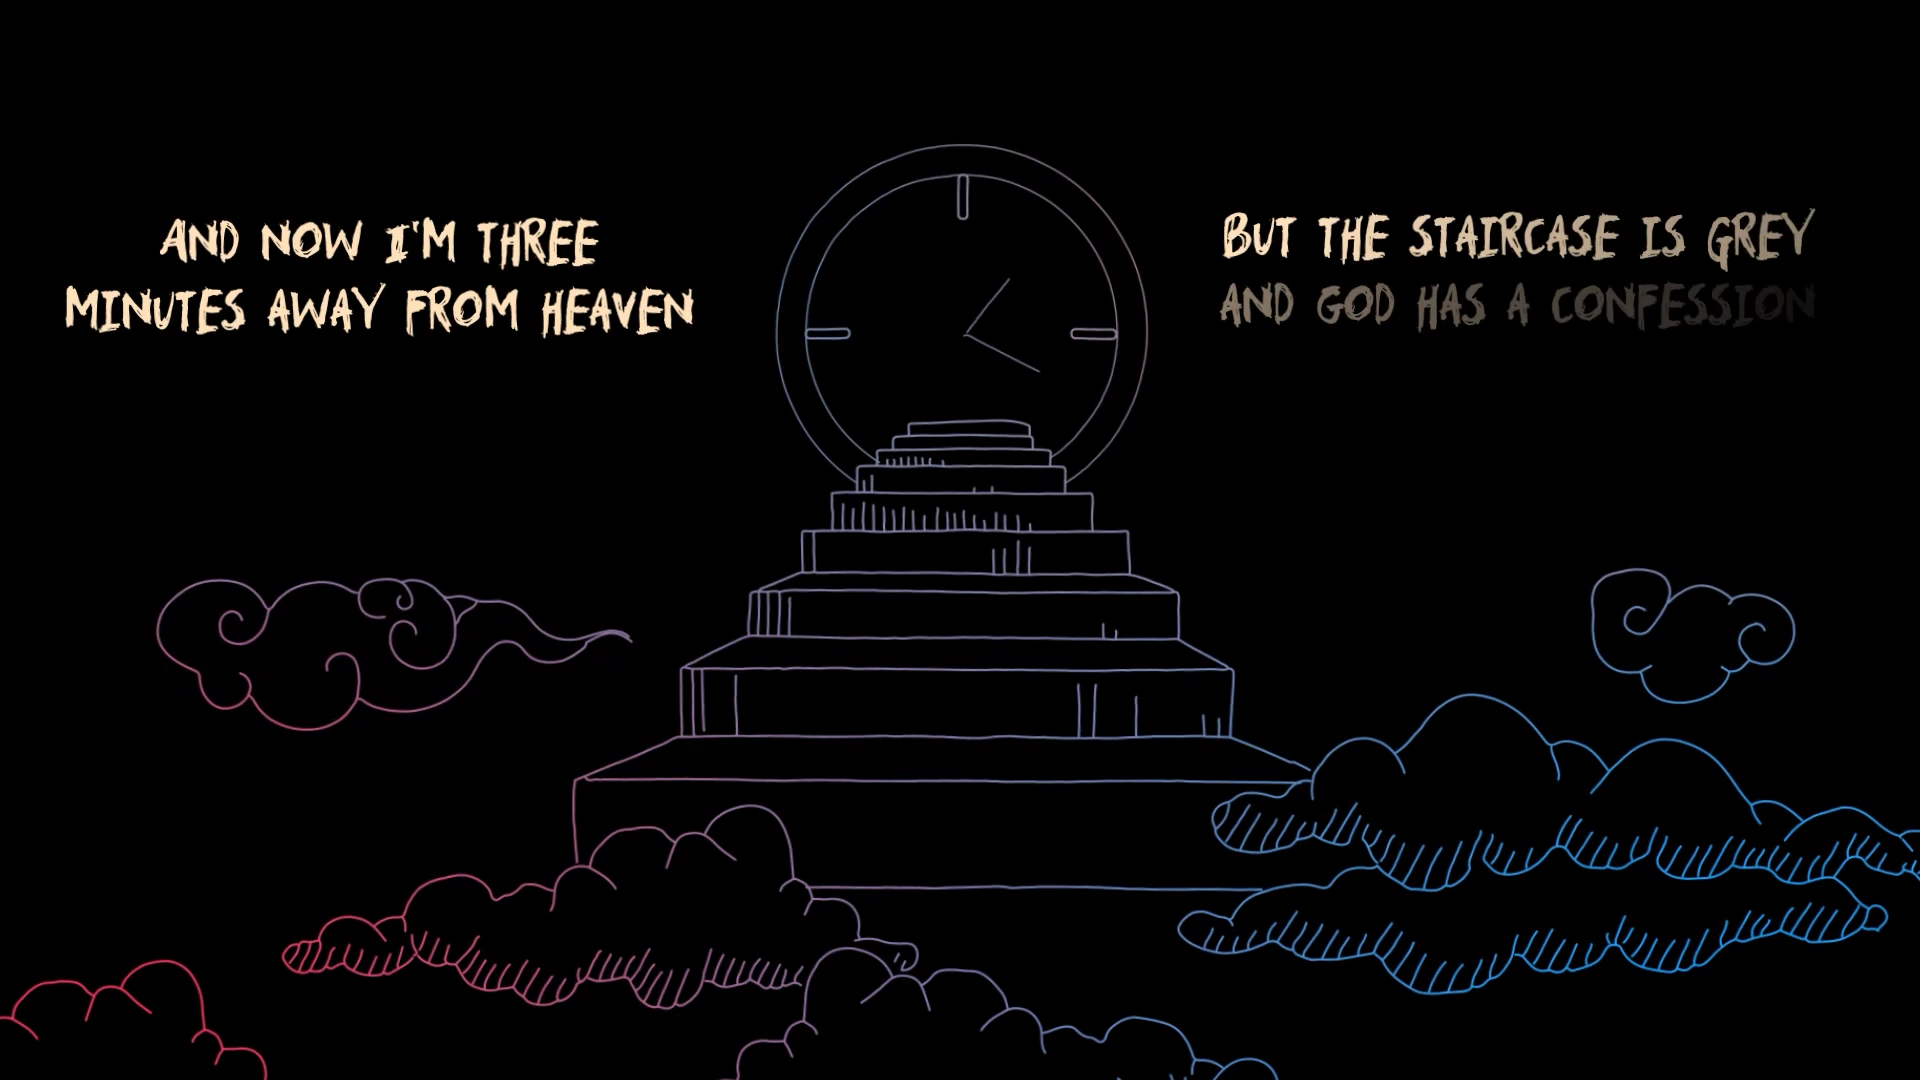 AND NOW I'M THREE
MINUTES AWAY FROM HEAVEN
BUT THE STAIRCASE IS GREY
AND GOD HAS A CONFESSION